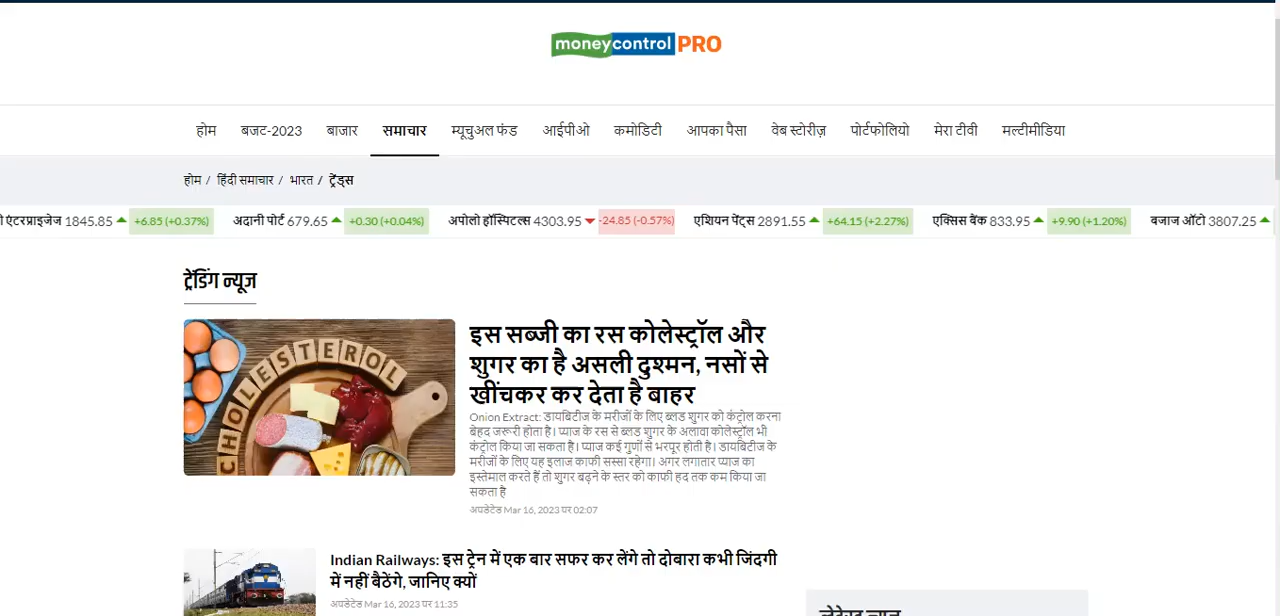 moneycontrol PRO
होम बजट-2023 बाजार समाचार म्यूचुअल फंड आईपीओ कमोडिटी आपका पैसा वेब स्टोरीज़ पोर्टफोलियो मेरा टीवी मल्टीमीडिया
होम / हिंदी समाचार / भारत / ट्रेंड्स
एंटरप्राइजेज 1845.85 +6.85 (+0.37%) अदानी पोर्ट 679.65 +0.30 (+0.04%) अपोलो हॉस्पिटल्स 4303.95 -24.85 (-0.57%) एशियन पेंट्स 2891.55 +64.15 (+2.27%) एक्सिस बैंक 833.95 +9.90 (+1.20%) बजाज ऑटो 3807.25
ट्रेंडिंग न्यूज
CHOLESTEROL
इस सब्जी का रस कोलेस्ट्रॉल और
शुगर का है असली दुश्मन, नसों से
खींचकर कर देता है बाहर
Onion Extract: डायबिटीज के मरीजों के लिए ब्लड शुगर को कंट्रोल करना
बेहद जरूरी होता है। प्याज के रस से ब्लड शुगर के अलावा कोलेस्ट्रॉल भी
कंट्रोल किया जा सकता है। प्याज कई गुणों से भरपूर होती है। डायबिटीज के
मरीजों के लिए यह इलाज काफी सस्ता रहेगा। अगर लगातार प्याज का
इस्तेमाल करते हैं तो शुगर बढ़ने के स्तर को काफी हद तक कम किया जा
सकता है
अपडेटेड Mar 16, 2023 पर 02:07
Indian Railways: इस ट्रेन में एक बार सफर कर लेंगे तो दोबारा कभी जिंदगी
में नहीं बैठेंगे, जानिए क्यों
अपडेटेड Mar 16, 2023 पर 11:35